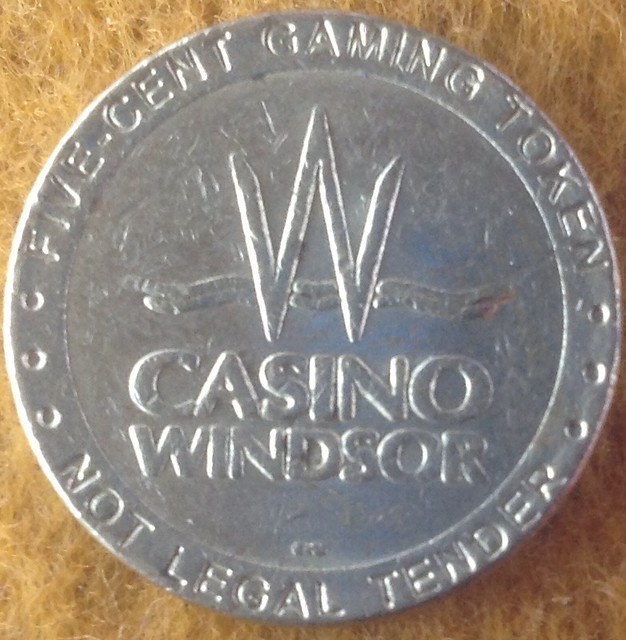 FIVE-CENT GAMING TOKEN
W
CASINO
WINDSOR
NOT LEGAL TENDER